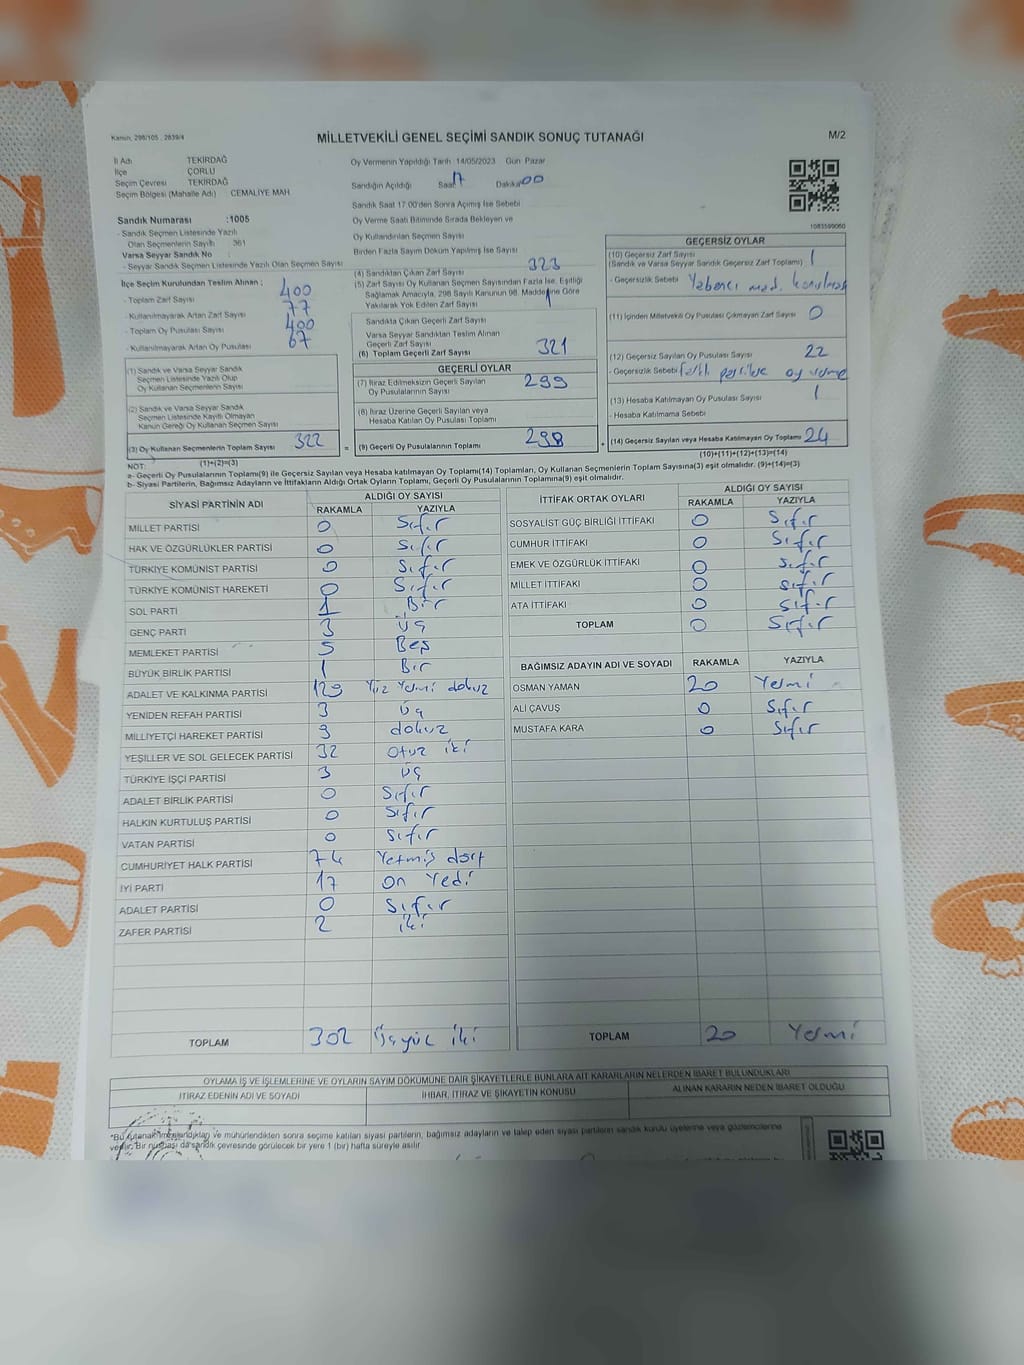 Kanun, 298/105 , 2839/4
MİLLETVEKİLİ GENEL SEÇİMİ SANDIK SONUÇ TUTANAĞI
M/2
İl Adı TEKİRDAĞ
İlçe ÇORLU
Seçim Çevresi TEKİRDAĞ
Seçim Bölgesi (Mahalle Adı) CEMALİYE MAH.
Sandık Numarası :1005
- Sandık Seçmen Listesinde Yazılı
Olan Seçmenlerin Sayısı 361
Varsa Seyyar Sandık No :
- Seyyar Sandık Seçmen Listesinde Yazılı Olan Seçmen Sayısı
İlçe Seçim Kurulundan Teslim Alınan ;
- Toplam Zarf Sayısı 400
- Kullanılmayarak Artan Zarf Sayısı 77
- Toplam Oy Pusulası Sayısı 400
- Kullanılmayarak Artan Oy Pusulası 67
(1) Sandık ve Varsa Seyyar Sandık
Seçmen Listesinde Yazılı Olup
Oy Kullanan Seçmenlerin Sayısı
(2) Sandık ve Varsa Seyyar Sandık
Seçmen Listesinde Kayıtlı Olmayan
Kanun Gereği Oy Kullanan Seçmen Sayısı
(3) Oy Kullanan Seçmenlerin Toplam Sayısı 322
(1)+(2)=(3)
Oy Vermenin Yapıldığı Tarih 14/05/2023 Gün Pazar
Sandığın Açıldığı Saat 17 Dakika 00
Sandık Saat 17.00'den Sonra Açılmış İse Sebebi
Oy Verme Saati Bitiminde Sırada Bekleyen ve
Oy Kullandırılan Seçmen Sayısı
Birden Fazla Sayım Döküm Yapılmış İse Sayısı
(4) Sandıktan Çıkan Zarf Sayısı 323
(5) Zarf Sayısı Oy Kullanan Seçmen Sayısından Fazla İse, Eşitliği
Sağlamak Amacıyla, 298 Sayılı Kanunun 98. Maddesine Göre
Yakılarak Yok Edilen Zarf Sayısı 1
Sandıkta Çıkan Geçerli Zarf Sayısı
Varsa Seyyar Sandıktan Teslim Alınan
Geçerli Zarf Sayısı
(6) Toplam Geçerli Zarf Sayısı 321
GEÇERLİ OYLAR
(7) İtiraz Edilmeksizin Geçerli Sayılan
Oy Pusulalarının Sayısı 299
(8) İtiraz Üzerine Geçerli Sayılan veya
Hesaba Katılan Oy Pusulası Toplamı
= (9) Geçerli Oy Pusulalarının Toplamı 298
1083599060
GEÇERSİZ OYLAR
(10) Geçersiz Zarf Sayısı
(Sandık ve Varsa Seyyar Sandık Geçersiz Zarf Toplamı) 1
- Geçersizlik Sebebi Yabancı mad. konulması
(11) İçinden Milletvekili Oy Pusulası Çıkmayan Zarf Sayısı 0
(12) Geçersiz Sayılan Oy Pusulası Sayısı 22
- Geçersizlik Sebebi oy verme
(13) Hesaba Katılmayan Oy Pusulası Sayısı 1
- Hesaba Katılmama Sebebi
+ (14) Geçersiz Sayılan veya Hesaba Katılmayan Oy Toplamı 24
(10)+(11)+(12)+(13)=(14)
NOT:
a- Geçerli Oy Pusulalarının Toplamı(9) ile Geçersiz Sayılan veya Hesaba katılmayan Oy Toplamı(14) Toplamları, Oy Kullanan Seçmenlerin Toplam Sayısına(3) eşit olmalıdır. (9)+(14)=(3)
b- Siyasi Partilerin, Bağımsız Adayların ve İttifakların Aldığı Ortak Oyların Toplamı, Geçerli Oy Pusulalarının Toplamına(9) eşit olmalıdır.
SİYASİ PARTİNİN ADI ALDIĞI OY SAYISI
RAKAMLA YAZIYLA
MİLLET PARTİSİ 0 Sıfır
HAK VE ÖZGÜRLÜKLER PARTİSİ 0 Sıfır
TÜRKİYE KOMÜNİST PARTİSİ 0 Sıfır
TÜRKİYE KOMÜNİST HAREKETİ 0 Sıfır
SOL PARTİ 1 Bir
GENÇ PARTİ 3 Üç
MEMLEKET PARTİSİ 5 Beş
BÜYÜK BİRLİK PARTİSİ 1 Bir
ADALET VE KALKINMA PARTİSİ 129 Yüz Yirmi dokuz
YENİDEN REFAH PARTİSİ 3 Üç
MİLLİYETÇİ HAREKET PARTİSİ 9 dokuz
YEŞİLLER VE SOL GELECEK PARTİSİ 32 Otuz iki
TÜRKİYE İŞÇİ PARTİSİ 3 Üç
ADALET BİRLİK PARTİSİ 0 Sıfır
HALKIN KURTULUŞ PARTİSİ 0 Sıfır
VATAN PARTİSİ 0 Sıfır
CUMHURİYET HALK PARTİSİ 74 Yetmiş dört
İYİ PARTİ 17 On Yedi
ADALET PARTİSİ 0 Sıfır
ZAFER PARTİSİ 2 iki
TOPLAM 302 Üçyüz iki
İTTİFAK ORTAK OYLARI ALDIĞI OY SAYISI
RAKAMLA YAZIYLA
SOSYALİST GÜÇ BİRLİĞİ İTTİFAKI 0 Sıfır
CUMHUR İTTİFAKI 0 Sıfır
EMEK VE ÖZGÜRLÜK İTTİFAKI 0 Sıfır
MİLLET İTTİFAKI 0 Sıfır
ATA İTTİFAKI 0 Sıfır
TOPLAM 0 Sıfır
BAĞIMSIZ ADAYIN ADI VE SOYADI RAKAMLA YAZIYLA
OSMAN YAMAN 20 Yirmi
ALİ ÇAVUŞ 0 Sıfır
MUSTAFA KARA 0 Sıfır
TOPLAM 20 Yirmi
OYLAMA İŞ VE İŞLEMLERİNE VE OYLARIN SAYIM DÖKÜMÜNE DAİR ŞİKAYETLERLE BUNLARA AİT KARARLARIN NELERDEN İBARET BULUNDUKLARI
İTİRAZ EDENİN ADI VE SOYADI İHBAR, İTİRAZ VE ŞİKAYETİN KONUSU ALINAN KARARIN NEDEN İBARET OLDUĞU
*Bu tutanak imzalandıktan ve mühürlendikten sonra seçime katılan siyasi partilerin, bağımsız adayların ve talep eden siyasi partilerin sandık kurulu üyelerine veya gözlemcilerine
verilir. Bir nüshası da sandık çevresinde görülecek bir yere 1 (bir) hafta süreyle asılır